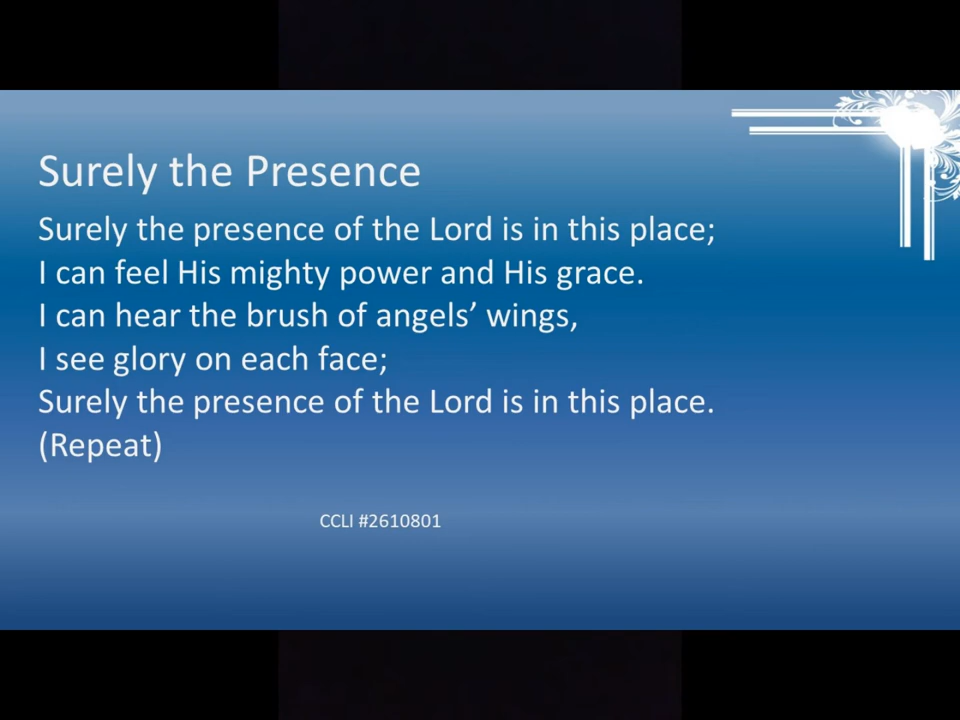 Surely the Presence
Surely the presence of the Lord is in this place;
I can feel His mighty power and His grace.
I can hear the brush of angels’ wings,
I see glory on each face;
Surely the presence of the Lord is in this place.
(Repeat)
CCLI #2610801